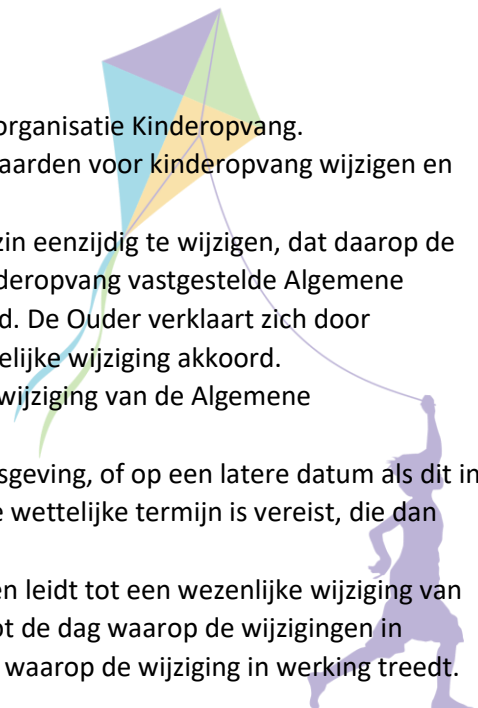 organisatie Kinderopvang.
aarden voor kinderopvang wijzigen en
zin eenzijdig te wijzigen, dat daarop de
nderopvang vastgestelde Algemene
d. De Ouder verklaart zich door
elijke wijziging akkoord.
wijziging van de Algemene
sgeving, of op een latere datum als dit in
e wettelijke termijn is vereist, die dan
en leidt tot een wezenlijke wijziging van
ot de dag waarop de wijzigingen in
waarop de wijziging in werking treedt.